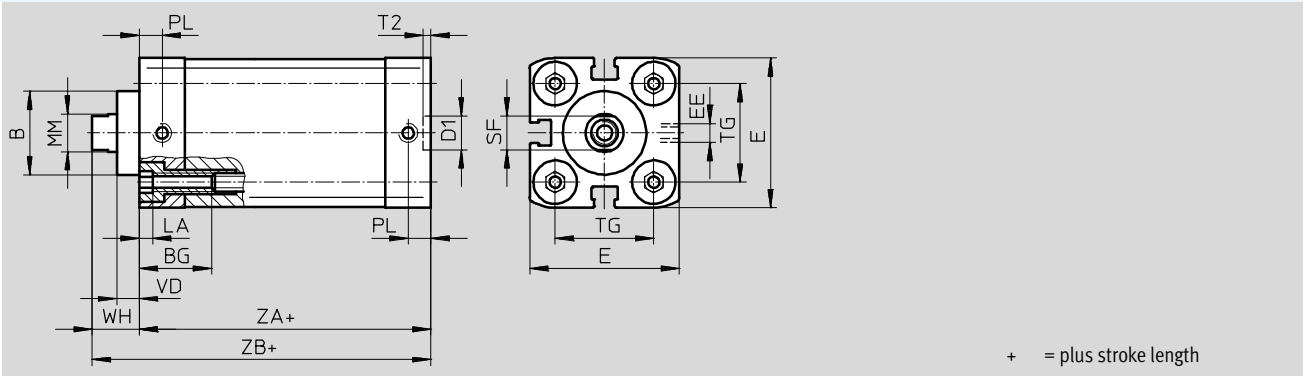 PL
T2
B
MM
D1
SF
EE
TG
E
LA
PL
BG
TG
VD
E
WH
ZA+
ZB+
+ = plus stroke length